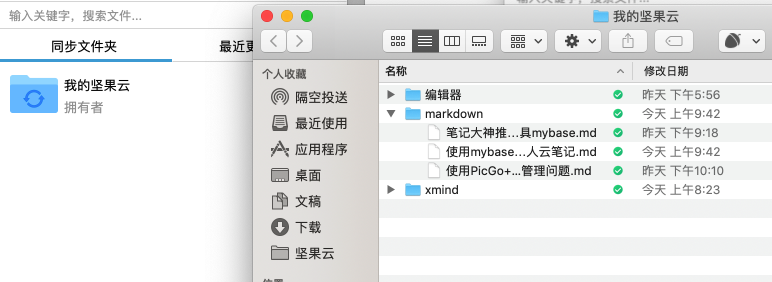 输入关键字，搜索文件...
同步文件夹
最近更
我的坚果云
拥有者
我的坚果云
个人收藏
隔空投送
最近使用
应用程序
桌面
文稿
下载
坚果云
名称
修改日期
编辑器
昨天 下午5:56
markdown
今天 上午9:42
笔记大神推...具mybase.md
昨天 下午9:18
使用mybase...人云笔记.md
今天 上午9:42
使用PicGo+...管理问题.md
昨天 下午10:10
xmind
今天 上午8:23